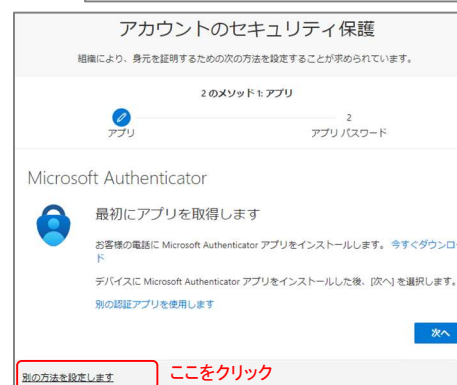 アカウントのセキュリティ保護
組織により、身元を証明するための次の方法を設定することが求められています。
2 のメソッド 1: アプリ
アプリ
2
アプリ パスワード
Microsoft Authenticator
最初にアプリを取得します
お客様の電話に Microsoft Authenticator アプリをインストールします。 今すぐダウンロー
ド
デバイスに Microsoft Authenticator アプリをインストールした後、[次へ] を選択します。
別の認証アプリを使用します
次へ
別の方法を設定します
ここをクリック